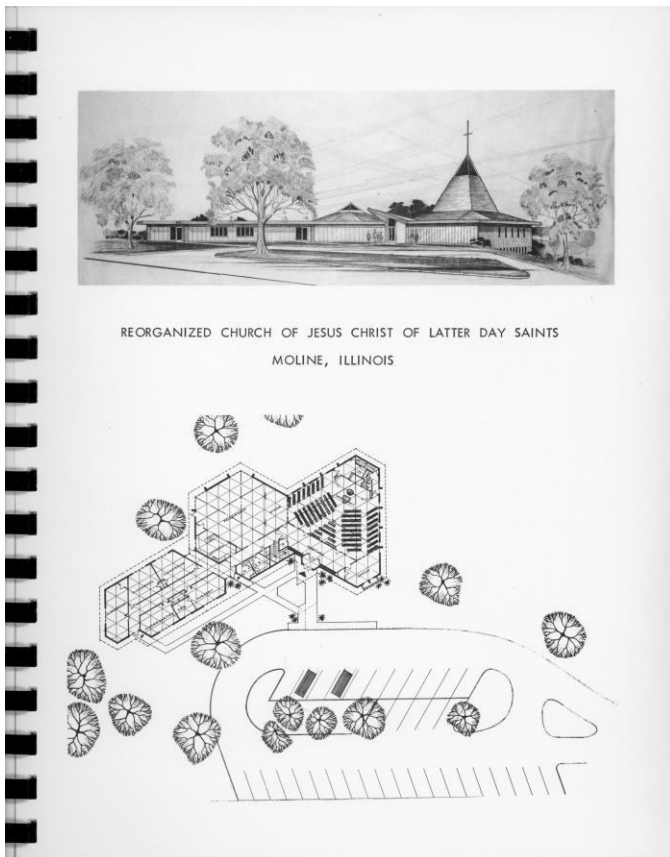 REORGANIZED CHURCH OF JESUS CHRIST OF LATTER DAY SAINTS
MOLINE, ILLINOIS